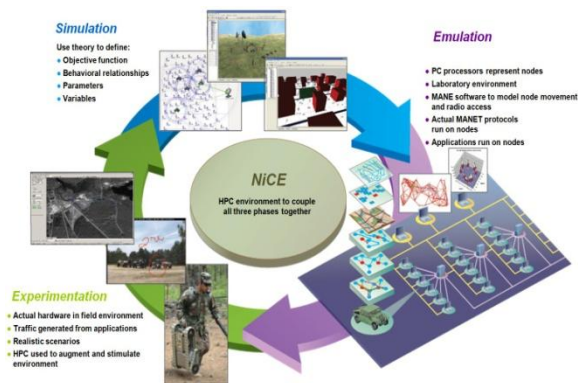 Simulation
Use theory to define:
Objective function
Behavioral relationships
Parameters
Variables
Emulation
PC processors represent nodes
Laboratory environment
MANE software to model node movement
and radio access
Actual MANET protocols
run on nodes
Applications run on nodes
NiCE
HPC environment to couple
all three phases together
Experimentation
Actual hardware in field environment
Traffic generated from applications
Realistic scenarios
HPC used to augment and stimulate
environment